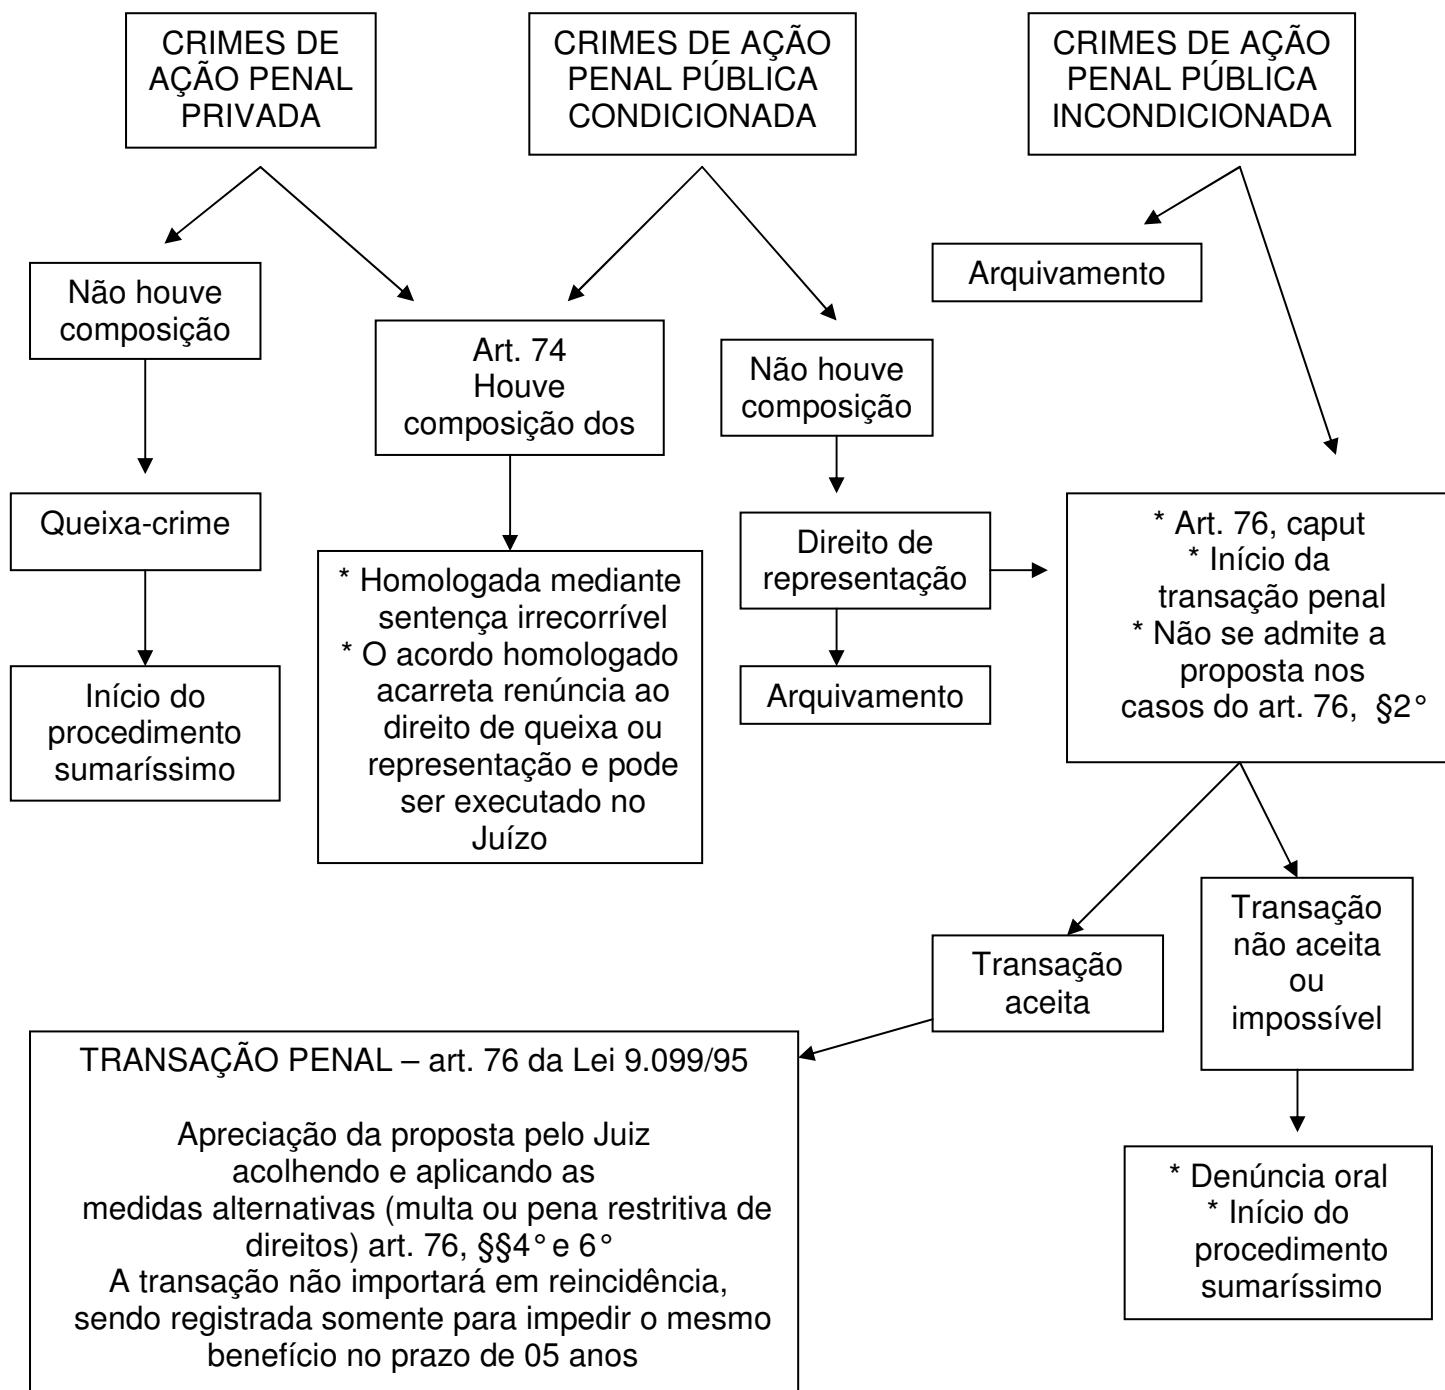 CRIMES DE
AÇÃO PENAL
PRIVADA
CRIMES DE AÇÃO
PENAL PÚBLICA
CONDICIONADA
CRIMES DE AÇÃO
PENAL PÚBLICA
INCONDICIONADA
Não houve
composição
Arquivamento
Art. 74
Houve
composição dos
Não houve
composição
Queixa-crime
Direito de
representação
* Art. 76, caput
* Início da
transação penal
* Não se admite a
proposta nos
casos do art. 76, §2°
* Homologada mediante
sentença irrecorrível
* O acordo homologado
acarreta renúncia ao
direito de queixa ou
representação e pode
ser executado no
Juízo
Início do
procedimento
sumaríssimo
Arquivamento
Transação
aceita
Transação
não aceita
ou
impossível
TRANSAÇÃO PENAL – art. 76 da Lei 9.099/95
Apreciação da proposta pelo Juiz
acolhendo e aplicando as
medidas alternativas (multa ou pena restritiva de
direitos) art. 76, §§4° e 6°
A transação não importará em reincidência,
sendo registrada somente para impedir o mesmo
benefício no prazo de 05 anos
* Denúncia oral
* Início do
procedimento
sumaríssimo